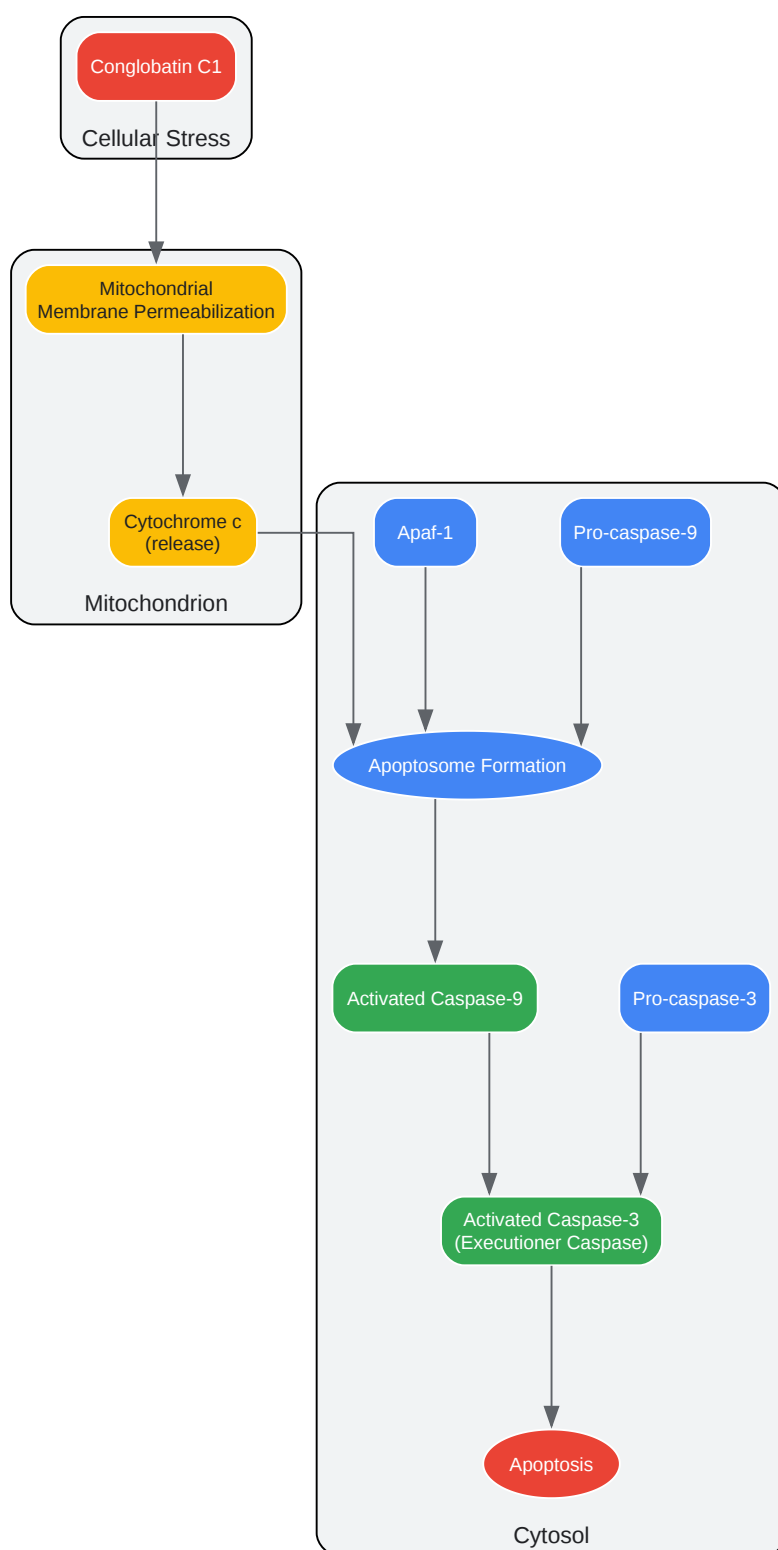 Conglobatin C1
Cellular Stress
Mitochondrial
Membrane Permeabilization
Cytochrome c
(release)
Mitochondrion
Apaf-1
Pro-caspase-9
Apoptosome Formation
Activated Caspase-9
Pro-caspase-3
Activated Caspase-3
(Executioner Caspase)
Apoptosis
Cytosol